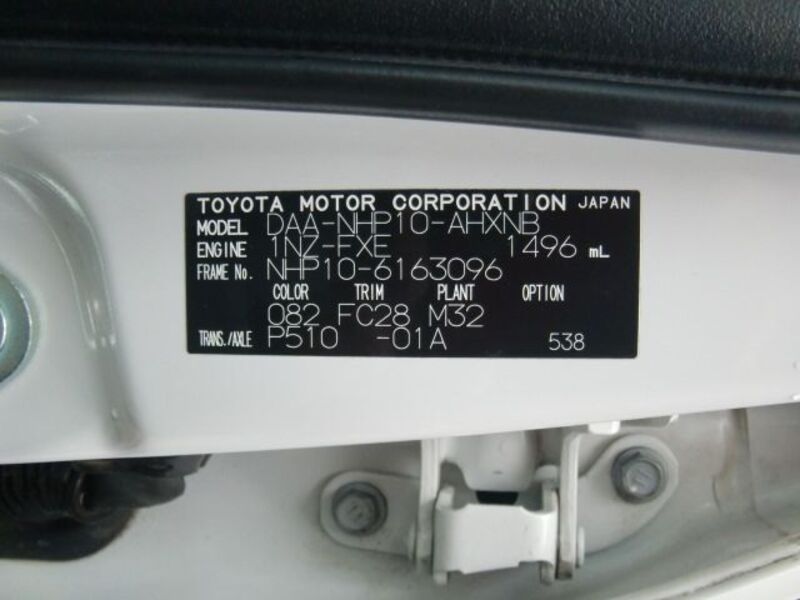 TOYOTA MOTOR CORPORATION JAPAN
MODEL DAA-NHP10-AHXNB
ENGINE 1NZ-FXE 1496 mL
FRAME No. NHP10-6163096
COLOR TRIM PLANT OPTION
082 FC28 M32
TRANS./AXLE P510 -01A 538